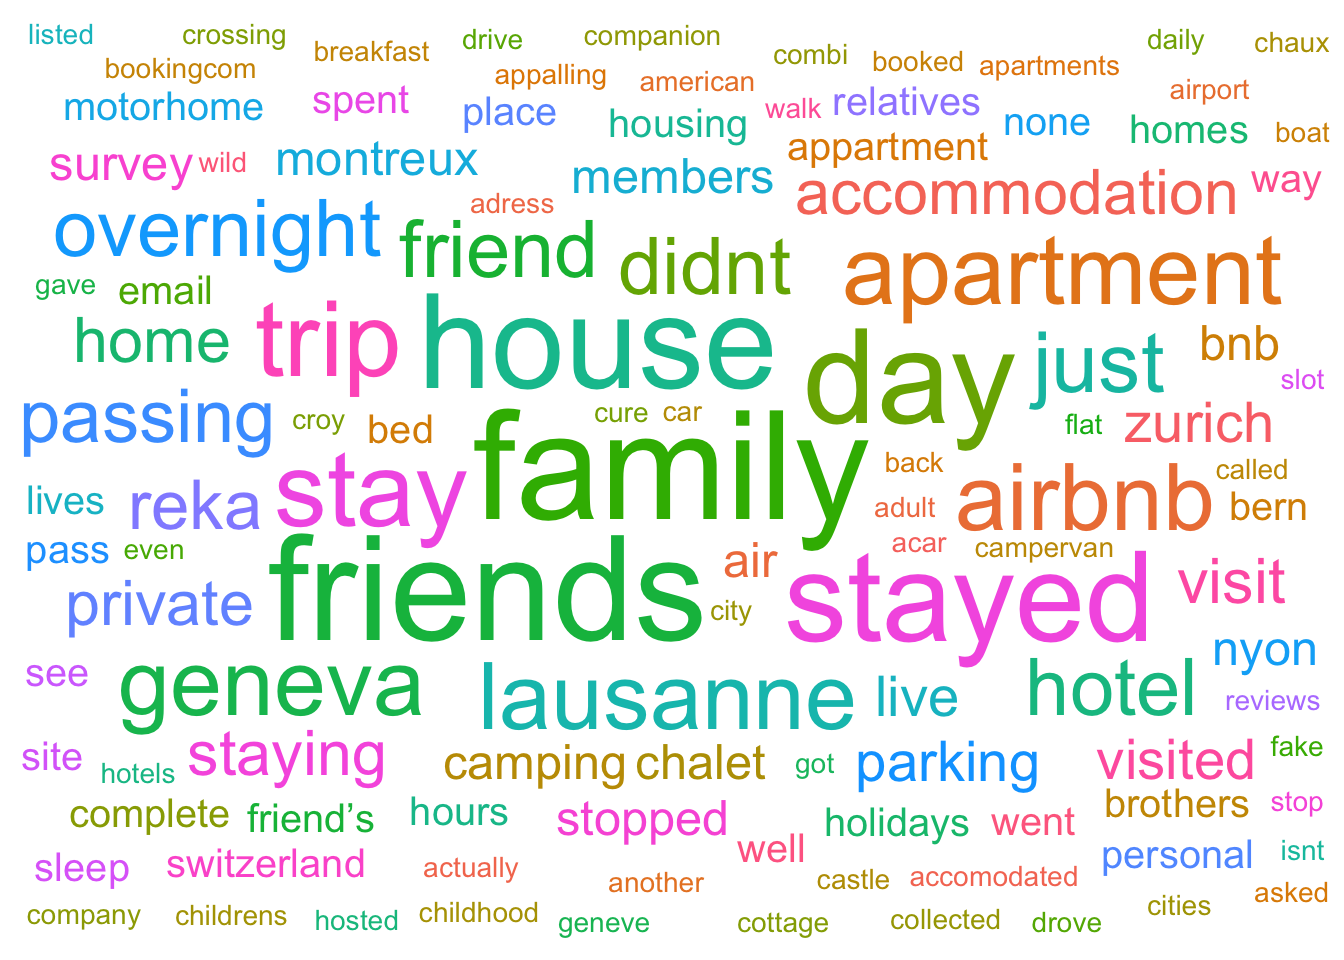 listed crossing breakfast drive companion combi booked apartments daily chaux
bookingcom appalling american airport
motorhome spent place housing walk relatives none homes boat
survey wild montreux members appartment accommodation way
overnight adress friend didnt apartment
gave email
home trip house day just bnb slot
passing croy bed cure car flat zurich
lives reka stay family back adult airbnb called bern
pass even friends air acar campervan stayed visit
private city
see geneva lausanne live hotel nyon reviews
site hotels staying camping chalet got parking visited fake
complete friend’s hours stopped holidays went brothers stop
sleep switzerland actually another well castle accomodated personal isnt
company childrens hosted childhood geneve cottage collected drove cities asked